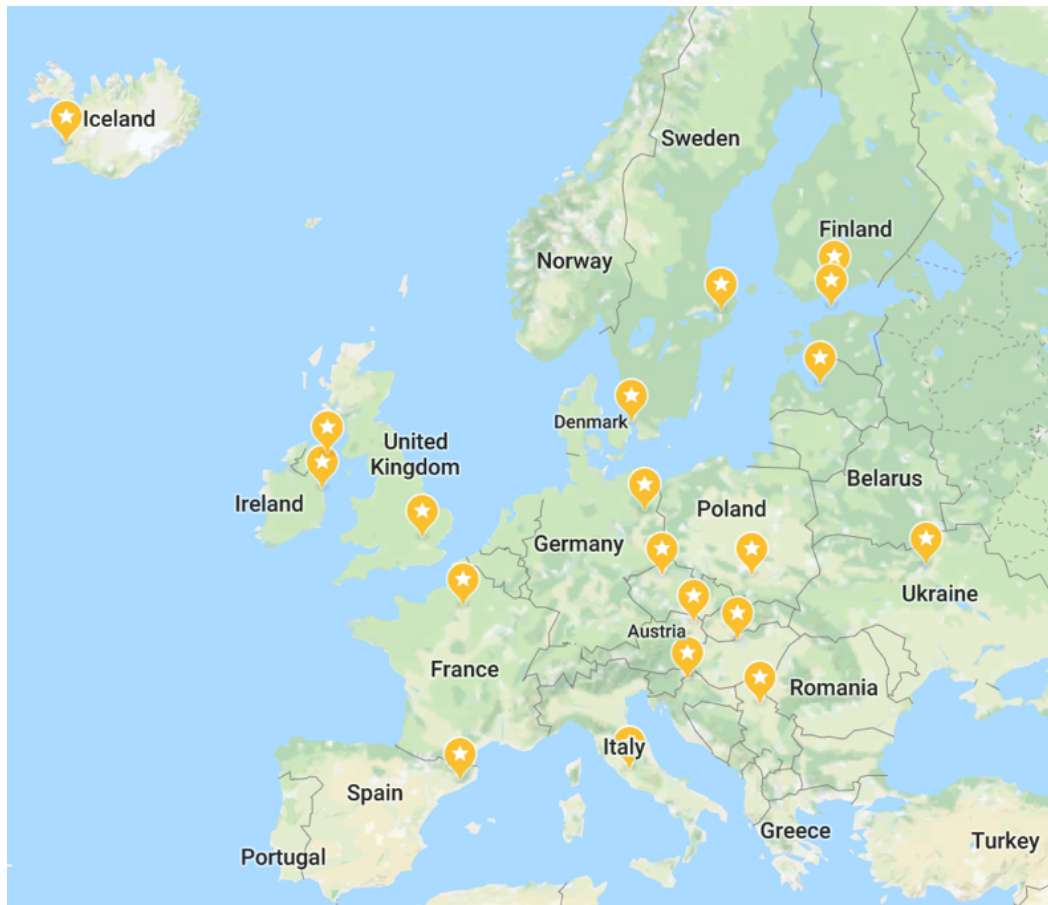 Iceland
Sweden
Finland
Norway
Denmark
United
Kingdom
Ireland
Belarus
Poland
Germany
Ukraine
Austria
France
Romania
Italy
Spain
Greece
Turkey
Portugal